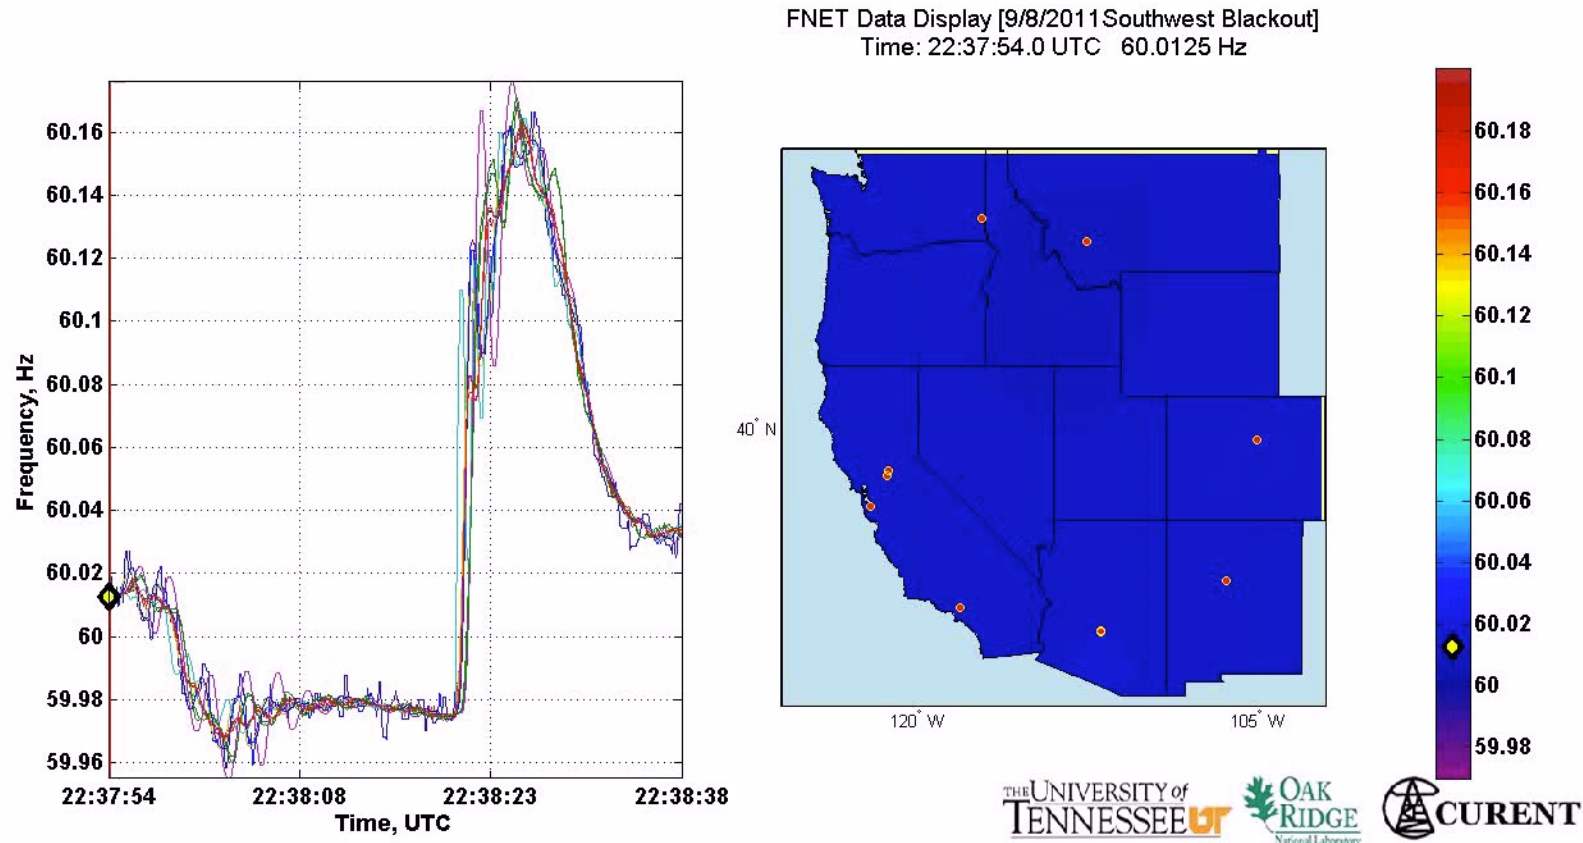 FNET Data Display [9/8/2011Southwest Blackout]
Time: 22:37:54.0 UTC 60.0125 Hz
60.16
60.14
60.12
60.1
60.08
60.06
60.04
60.02
60
59.98
59.96
Frequency, Hz
22:37:54
22:38:08
22:38:23
22:38:38
Time, UTC
40° N
120° W
105° W
60.18
60.16
60.14
60.12
60.1
60.08
60.06
60.04
60.02
60
59.98
THE UNIVERSITY of
TENNESSEE UT
OAK
RIDGE
National Laboratory
CURENT